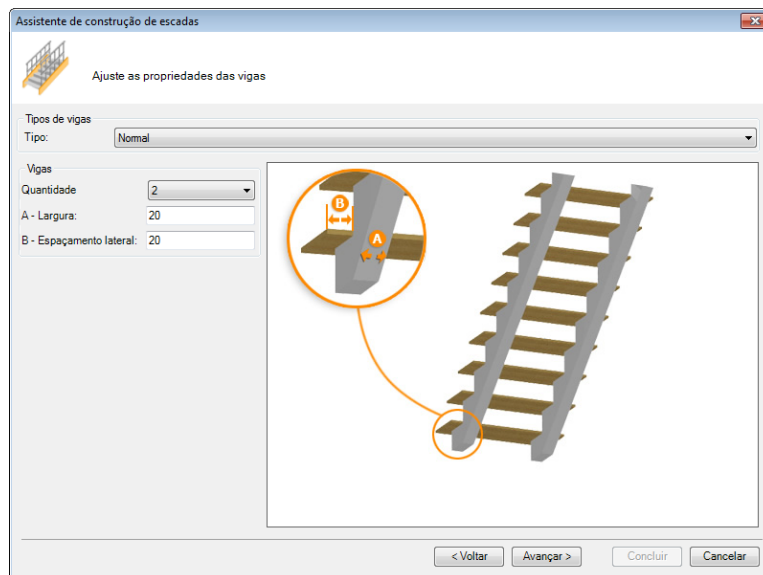 Assistente de construção de escadas
Ajuste as propriedades das vigas
Tipos de vigas
Tipo: Normal
Vigas
Quantidade 2
A - Largura: 20
B - Espaçamento lateral: 20
B
A
< Voltar Avançar > Concluir Cancelar